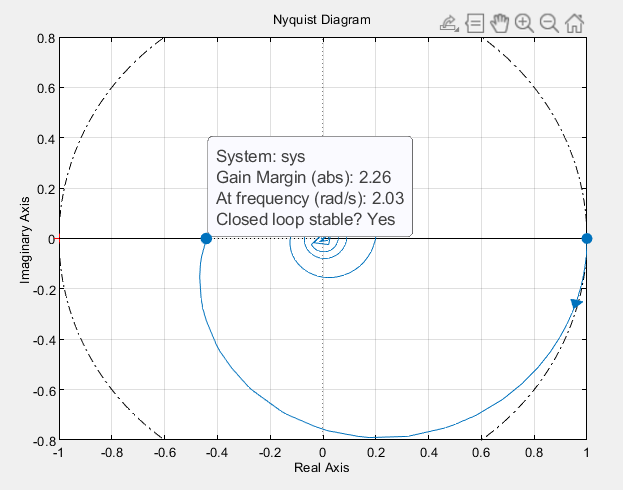 Nyquist Diagram
0.8
0.6
0.4
0.2
0
-0.2
-0.4
-0.6
-0.8
Imaginary Axis
System: sys
Gain Margin (abs): 2.26
At frequency (rad/s): 2.03
Closed loop stable? Yes
-1 -0.8 -0.6 -0.4 -0.2 0 0.2 0.4 0.6 0.8 1
Real Axis